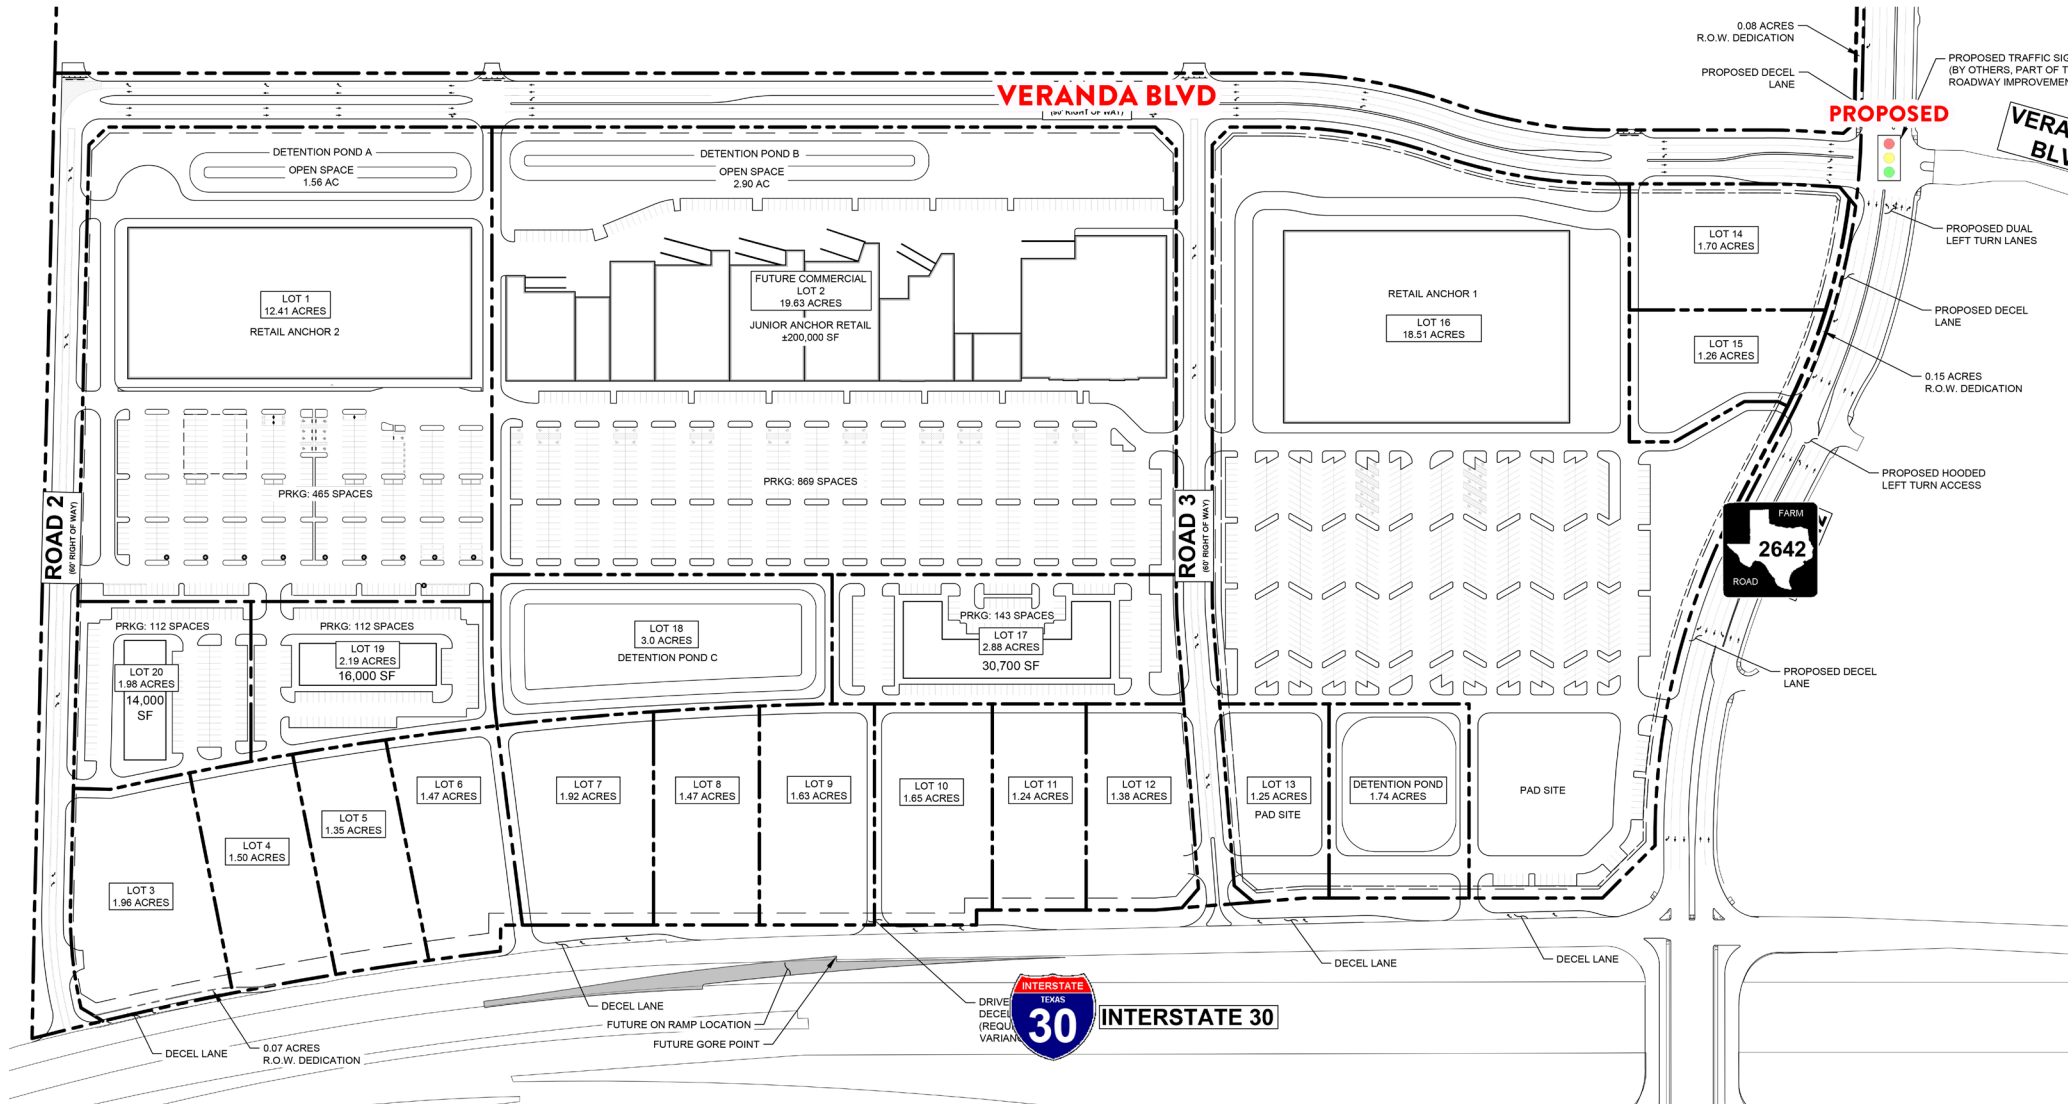 0.08 ACRES
R.O.W. DEDICATION
PROPOSED DECEL
LANE
PROPOSED TRAFFIC
(BY OTHERS, PART OF
ROADWAY
VERANDA BLVD
PROPOSED
DETENTION POND A
OPEN SPACE
1.56 AC
DETENTION POND B
OPEN SPACE
2.90 AC
PROPOSED DUAL
LEFT TURN LANES
LOT 14
1.70 ACRES
LOT 1
12.41 ACRES
RETAIL ANCHOR 2
FUTURE COMMERCIAL
LOT 2
19.63 ACRES
JUNIOR ANCHOR RETAIL
±200,000 SF
RETAIL ANCHOR 1
LOT 16
18.51 ACRES
PROPOSED DECEL
LANE
LOT 15
1.26 ACRES
0.15 ACRES
R.O.W. DEDICATION
PRKG: 465 SPACES
PRKG: 869 SPACES
PROPOSED HOODED
LEFT TURN ACCESS
ROAD 2
(60' RIGHT OF WAY)
ROAD 3
(60' RIGHT OF WAY)
FARM
2642
ROAD
PRKG: 112 SPACES
PRKG: 112 SPACES
LOT 20
1.98 ACRES
14,000
SF
LOT 19
2.19 ACRES
16,000 SF
LOT 18
3.0 ACRES
DETENTION POND C
PRKG: 143 SPACES
LOT 17
2.88 ACRES
30,700 SF
PROPOSED DECEL
LANE
LOT 3
1.96 ACRES
LOT 4
1.50 ACRES
LOT 5
1.35 ACRES
LOT 6
1.47 ACRES
LOT 7
1.92 ACRES
LOT 8
1.47 ACRES
LOT 9
1.63 ACRES
LOT 10
1.65 ACRES
LOT 11
1.24 ACRES
LOT 12
1.38 ACRES
LOT 13
1.25 ACRES
PAD SITE
DETENTION POND
1.74 ACRES
PAD SITE
DECEL LANE
0.07 ACRES
R.O.W. DEDICATION
DECEL LANE
FUTURE ON RAMP LOCATION
FUTURE GORE POINT
DRIVE
INTERSTATE
TEXAS
30
INTERSTATE 30
DECEL LANE
DECEL LANE